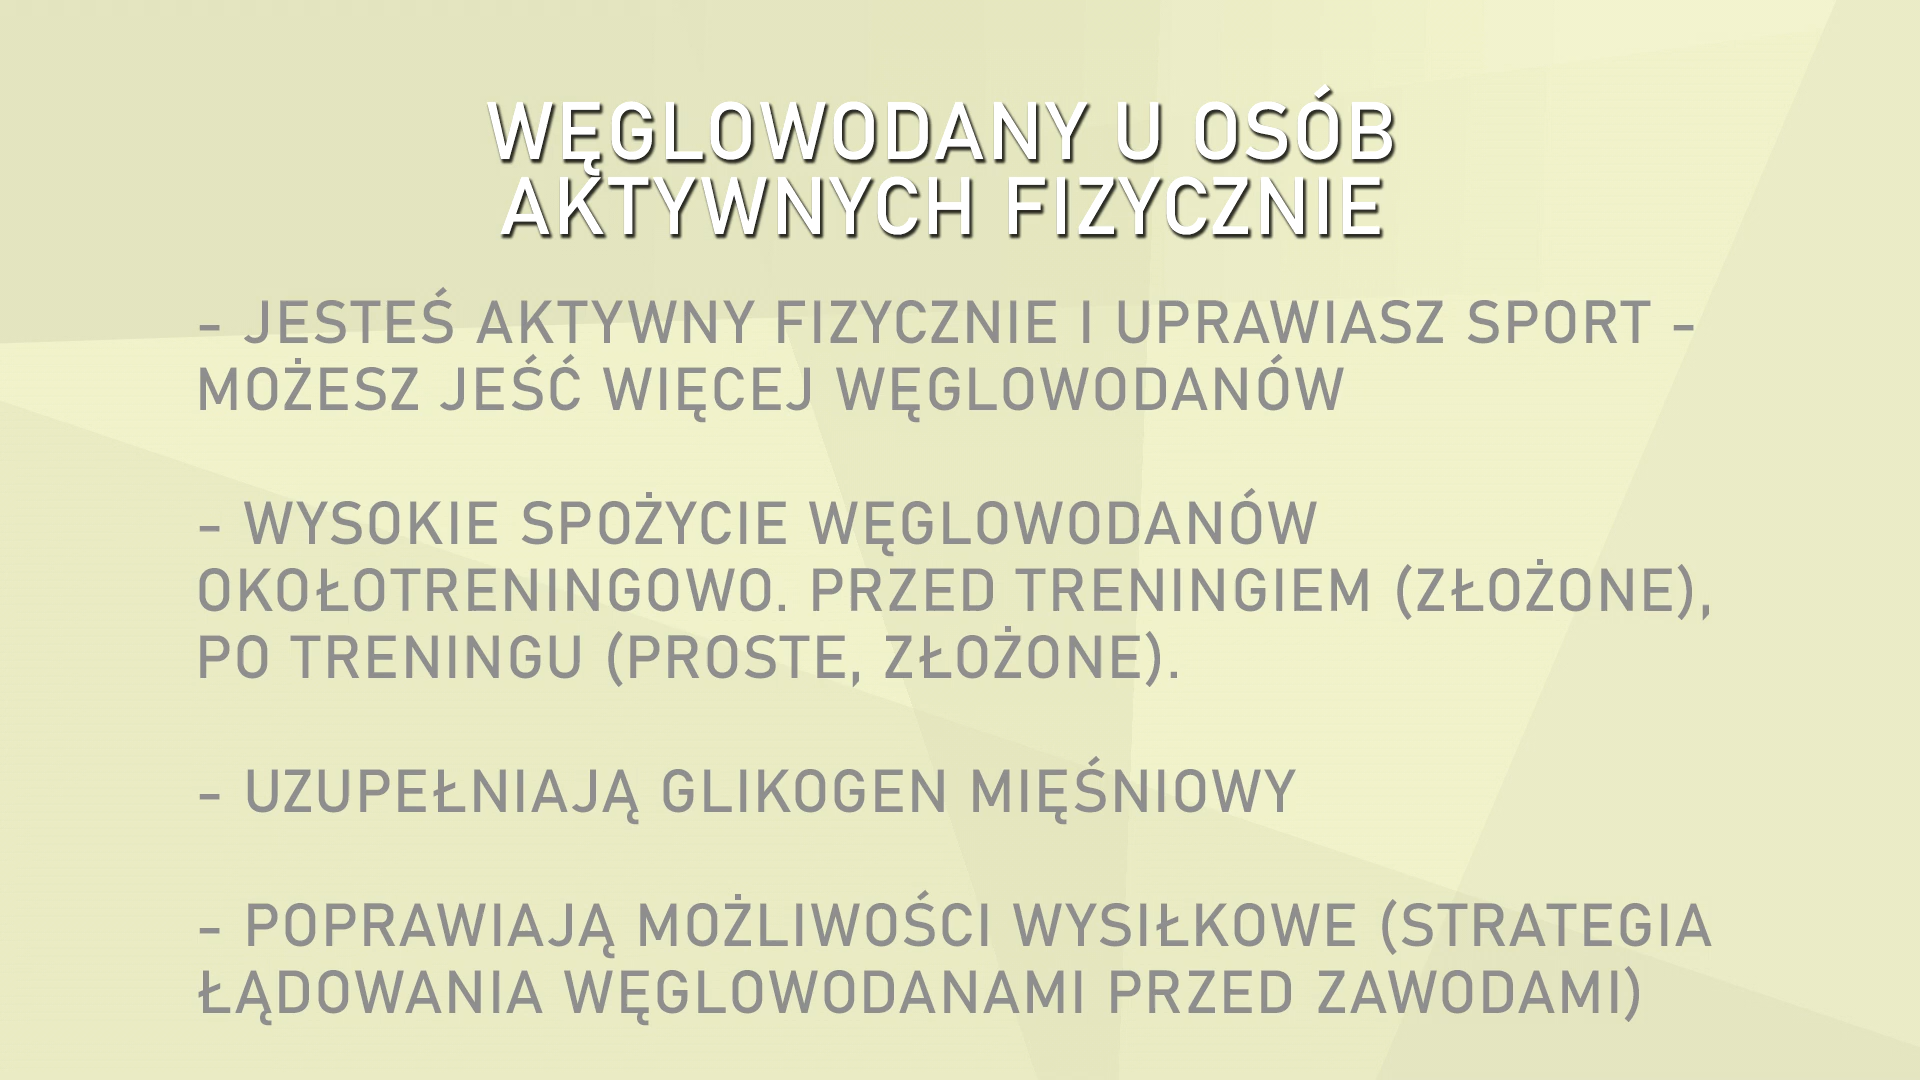 WĘGLOWODANY U OSÓB
AKTYWNYCH FIZYCZNIE
- JESTEŚ AKTYWNY FIZYCZNIE I UPRAWIASZ SPORT -
MOŻESZ JEŚĆ WIĘCEJ WĘGLOWODANÓW
- WYSOKIE SPOŻYCIE WĘGLOWODANÓW
OKOŁOTRENINGOWO. PRZED TRENINGIEM (ZŁOŻONE),
PO TRENINGU (PROSTE, ZŁOŻONE).
- UZUPEŁNIAJĄ GLIKOGEN MIĘŚNIOWY
- POPRAWIAJĄ MOŻLIWOŚCI WYSIŁKOWE (STRATEGIA
ŁĄDOWANIA WĘGLOWODANAMI PRZED ZAWODAMI)